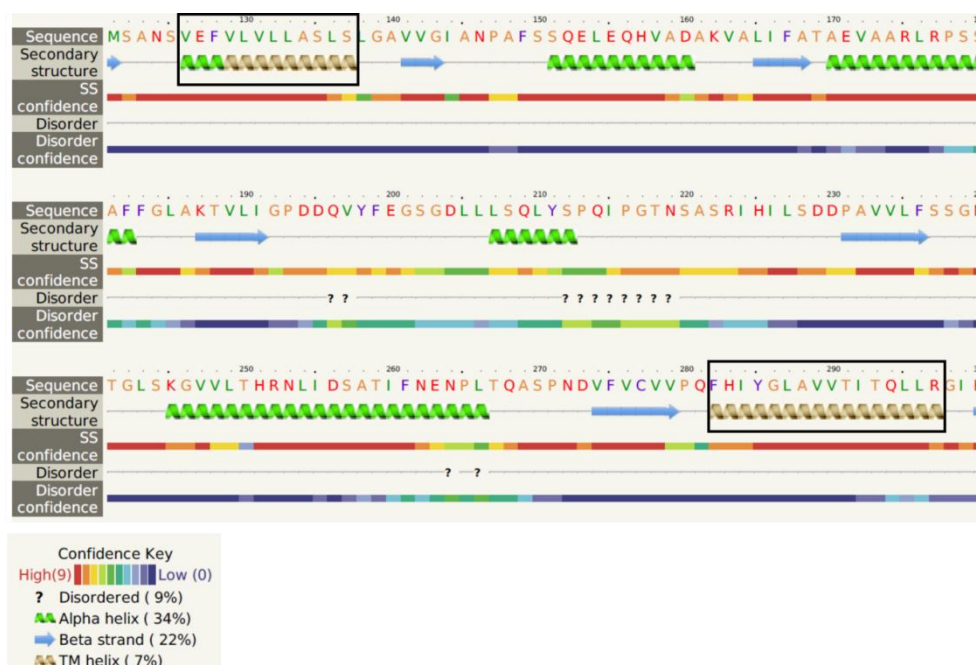 130 140 150 160 170
Sequence MSANSVEFVLVLLASLSLGAVVGIANPAFSSQELEQHVADAKVALIFATAEVAARLRPSS
Secondary
structure
SS
confidence
Disorder
Disorder
confidence
190 200 210 220 230
Sequence AFFGLAKTVLIGPDDQVYFEGSGDLLLSQLYSPQIPGTNSASRIHILSDDPAVVLFSSG
Secondary
structure
SS
confidence
Disorder ? ? ? ? ? ? ? ? ? ?
Disorder
confidence
250 260 270 280 290
Sequence TGLSKGVVLTHRNLIDSATIFNENPLTQASPNDVFVCVVPQFHIYGLAVVTITQLLRGI
Secondary
structure
SS
confidence
Disorder ? ?
Disorder
confidence
Confidence Key
High(9) Low (0)
? Disordered ( 9%)
Alpha helix ( 34%)
Beta strand ( 22%)
TM helix ( 7%)